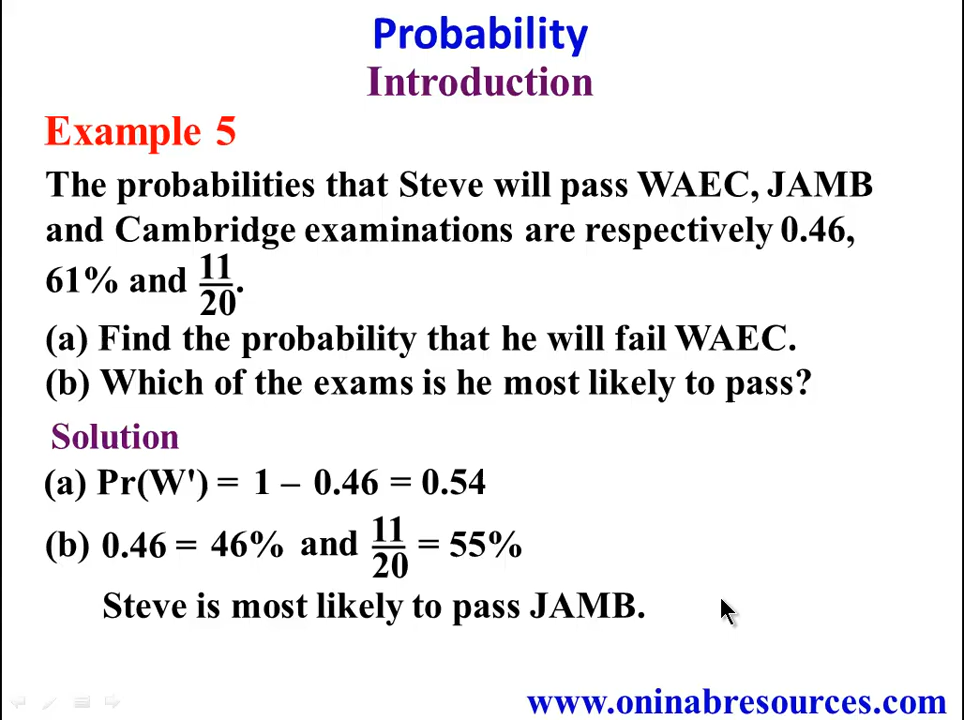 Probability
Introduction
Example 5
The probabilities that Steve will pass WAEC, JAMB
and Cambridge examinations are respectively 0.46,
61% and 11/20.
(a) Find the probability that he will fail WAEC.
(b) Which of the exams is he most likely to pass?
Solution
(a) Pr(W') = 1 – 0.46 = 0.54
(b) 0.46 = 46% and 11/20 = 55%
Steve is most likely to pass JAMB.
www.oninabresources.com